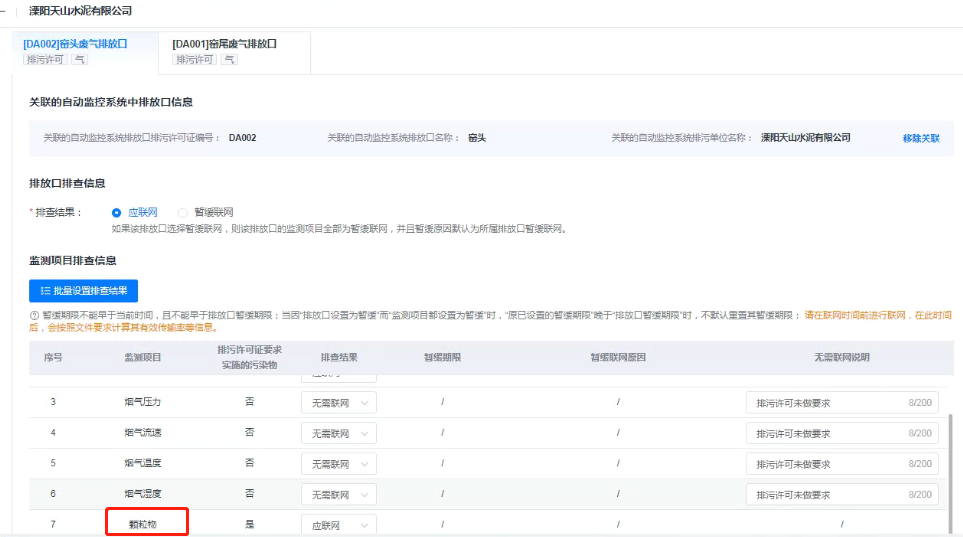 溧阳天山水泥有限公司
[DA002]窑头废气排放口 [DA001]窑尾废气排放口
排污许可 气 排污许可 气
关联的自动监控系统中排放口信息
关联的自动监控系统排放口排污许可证编号： DA002 关联的自动监控系统排放口名称： 窑头 关联的自动监控系统排污单位名称： 溧阳天山水泥有限公司 移除关联
排放口排查信息
* 排查结果： 应联网 暂缓联网
如果该排放口选择暂缓联网，则该排放口的监测项目全部为暂缓联网，并且暂缓原因默认为所属排放口暂缓联网。
监测项目排查信息
批量设置排查结果
暂缓期限不能早于当前时间，且不能早于排放口暂缓期限；当因“排放口设置为暂缓”而“监测项目都设置为暂缓”时，“原已设置的暂缓期限”晚于“排放口暂缓期限”时，不默认重置其暂缓期限； 请在联网时间前进行联网，在此时间
后，会按照文件要求计算其有效传输率等信息。
序号 监测项目 排污许可证要求 排查结果 暂缓期限 暂缓联网原因 无需联网说明
实施的污染物
3 烟气压力 否 无需联网 / / 排污许可未做要求 8/200
4 烟气流速 否 无需联网 / / 排污许可未做要求 8/200
5 烟气温度 否 无需联网 / / 排污许可未做要求 8/200
6 烟气湿度 否 无需联网 / / 排污许可未做要求 8/200
7 颗粒物 是 应联网 / / /